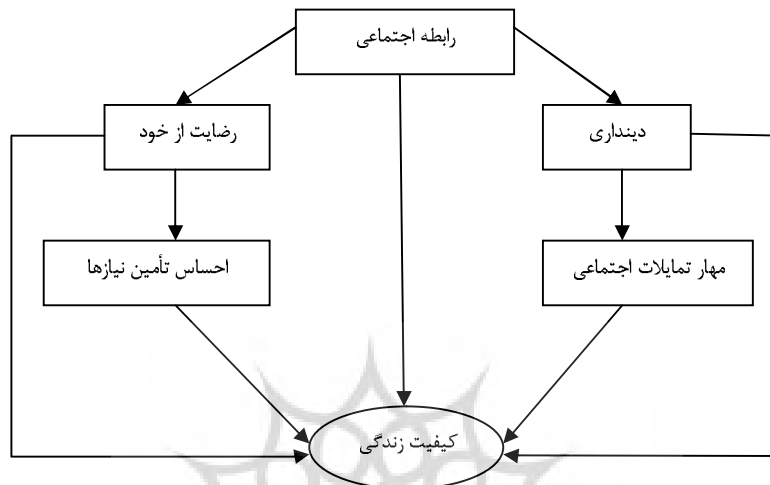 رابطه اجتماعی
دینداری
رضایت از خود
مهار تمایلات اجتماعی
احساس تأمین نیازها
کیفیت زندگی